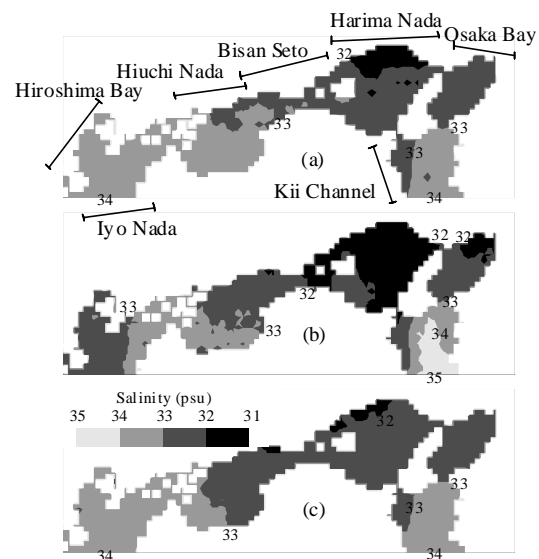 Harima Nada
Osaka Bay
Bisan Seto
32
Hiuchi Nada
Hiroshima Bay
33
33
(a)
33
Kii Channel
34
34
Iyo Nada
32
32
32
33
33
33
(b)
34
35
Salinity (psu)
35 34 33 32 31
32
33
33
(c)
33
34
34